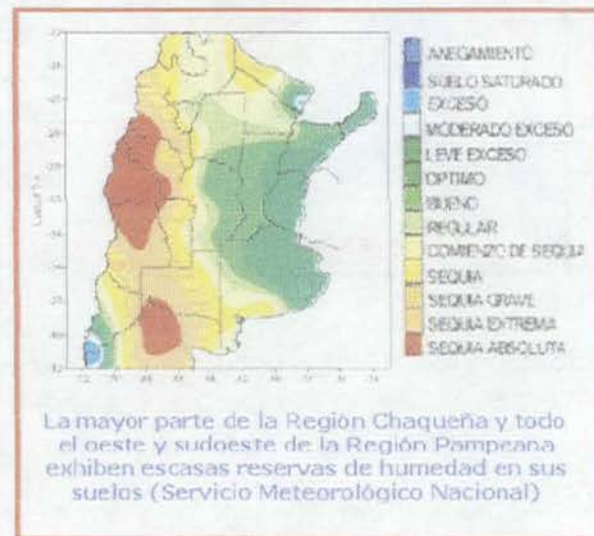 ANEGAMIENTO
SUELO SATURADO
EXCESO
MODERADO EXCESO
LEVE EXCESO
OPTIMO
BUENO
REGULAR
COMIENZO DE SEQUIA
SEQUIA
SEQUIA GRAVE
SEQUIA EXTREMA
SEQUIA ABSOLUTA
La mayor parte de la Región Chaqueña y todo
el oeste y sudoeste de la Región Pampeana
exhiben escasas reservas de humedad en sus
suelos (Servicio Meteorológico Nacional)